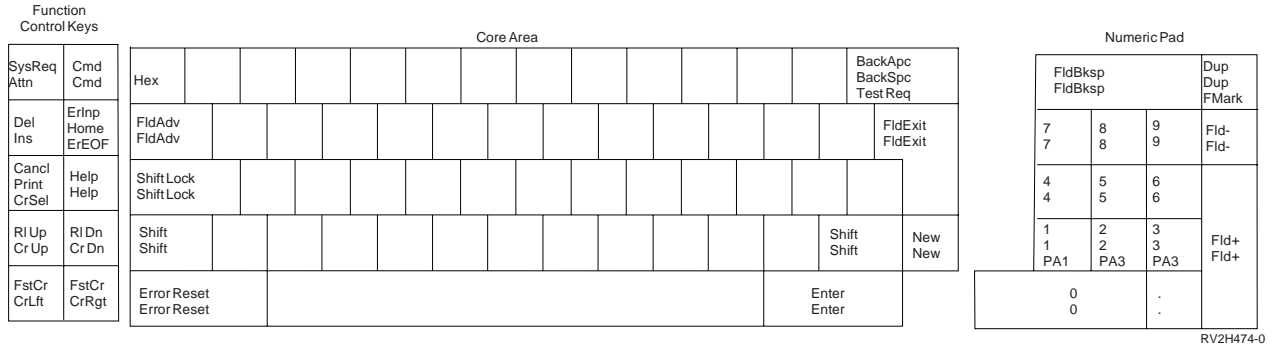 Function
Control Keys
Core Area
Numeric Pad
SysReq
Attn
Cmd
Cmd
Hex
BackApc
BackSpc
Test Req
FldBksp
FldBksp
Dup
Dup
FMark
Del
Ins
ErInp
Home
ErEOF
FldAdv
FldAdv
FldExit
FldExit
7
7
8
8
9
9
Fld-
Fld-
Cancl
Print
CrSel
Help
Help
Shift Lock
Shift Lock
4
4
5
5
6
6
Rl Up
Cr Up
Rl Dn
Cr Dn
Shift
Shift
Shift
Shift
New
New
1
1
PA1
2
2
PA3
3
3
PA3
Fld+
Fld+
FstCr
CrLft
FstCr
CrRgt
Error Reset
Error Reset
Enter
Enter
0
0
.
.
RV2H474-0